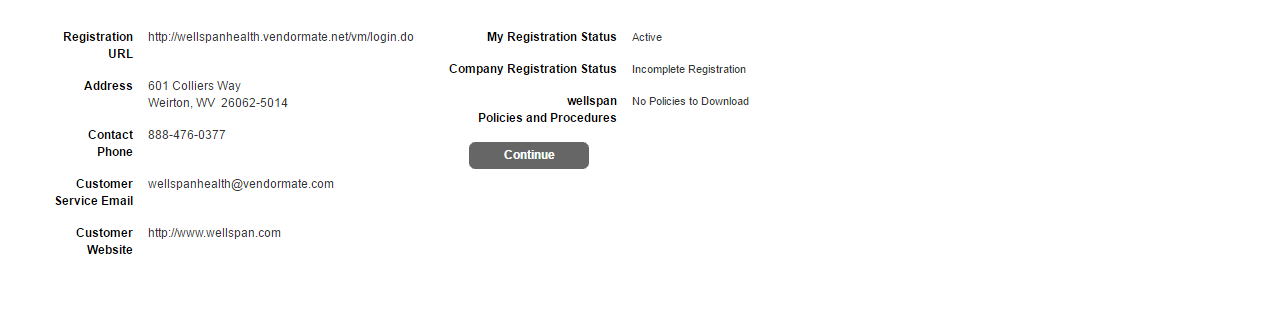 Registration URL http://wellspanhealth.vendormate.net/vm/login.do
Address 601 Colliers Way
Weirton, WV  26062-5014
Contact Phone 888-476-0377
Customer Service Email wellspanhealth@vendormate.com
Customer Website http://www.wellspan.com
My Registration Status Active
Company Registration Status Incomplete Registration
wellspan Policies and Procedures No Policies to Download
Continue